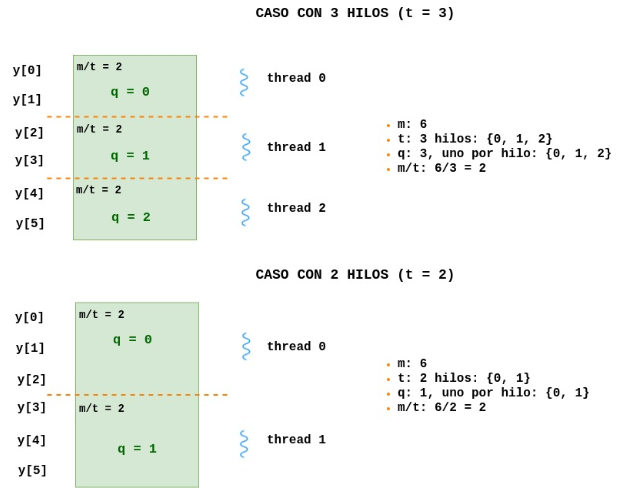 CASO CON 3 HILOS (t = 3)
y[0]
m/t = 2
q = 0
thread 0
y[1]
y[2]
m/t = 2
q = 1
thread 1
y[3]
y[4]
m/t = 2
q = 2
thread 2
y[5]
m: 6
t: 3 hilos: {0, 1, 2}
q: 3, uno por hilo: {0, 1, 2}
m/t: 6/3 = 2
CASO CON 2 HILOS (t = 2)
y[0]
m/t = 2
q = 0
y[1]
thread 0
y[2]
y[3]
m/t = 2
y[4]
q = 1
thread 1
y[5]
m: 6
t: 2 hilos: {0, 1}
q: 1, uno por hilo: {0, 1}
m/t: 6/2 = 2